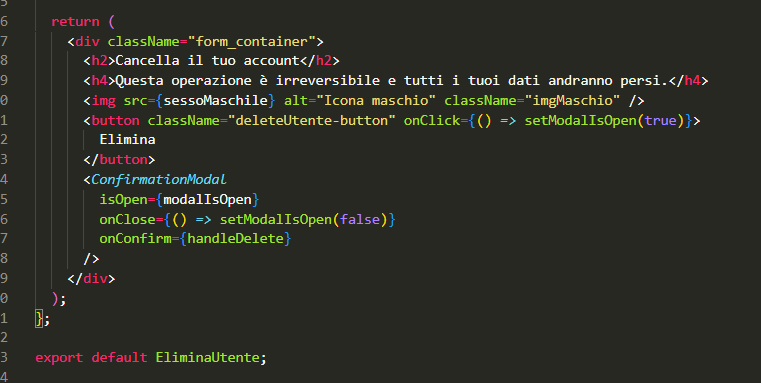 6 return (
7 <div className="form_container">
8 <h2>Cancella il tuo account</h2>
9 <h4>Questa operazione è irreversibile e tutti i tuoi dati andranno persi.</h4>
0 <img src={sessoMaschile} alt="Icona maschio" className="imgMaschio" />
1 <button className="deleteUtente-button" onClick={() => setModalIsOpen(true)}>
2 Elimina
3 </button>
4 <ConfirmationModal
5 isOpen={modalIsOpen}
6 onClose={() => setModalIsOpen(false)}
7 onConfirm={handleDelete}
8 />
9 </div>
0 );
1 };
2
3 export default EliminaUtente;
4